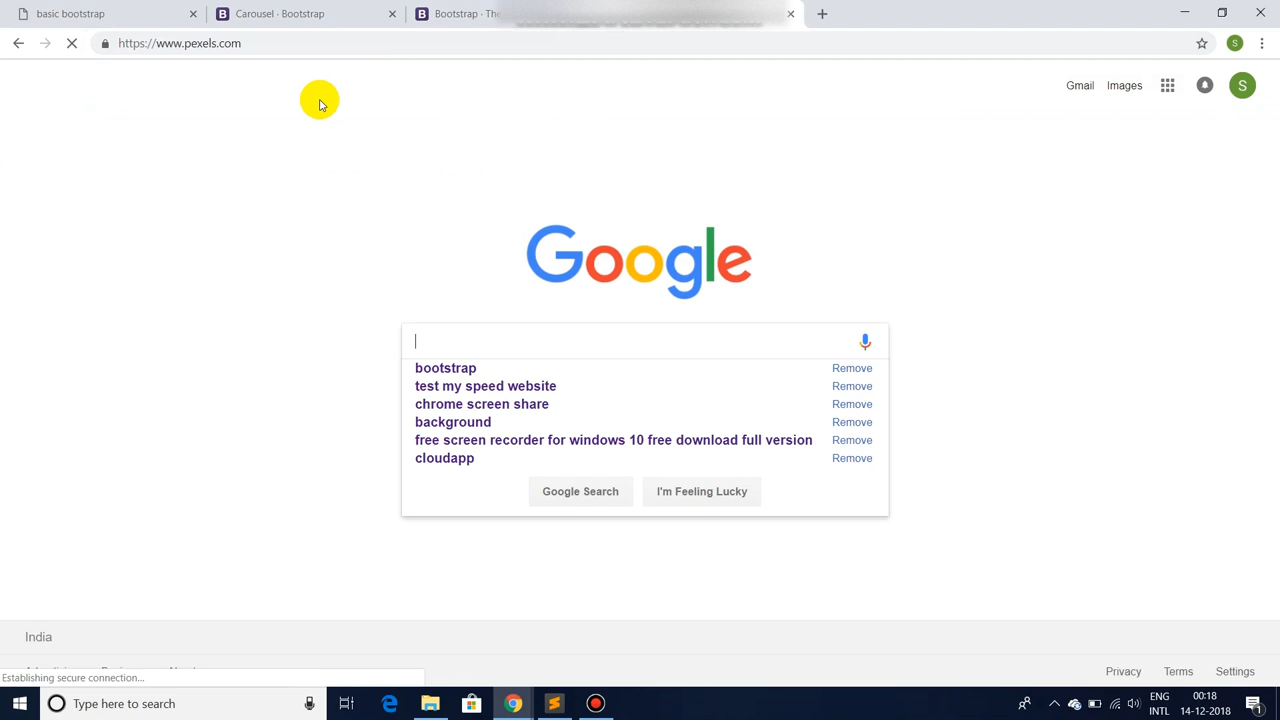 basic bootstrap
Carousel · Bootstrap
Bootstrap · The
https://www.pexels.com
S
Gmail
Images
S
Google
bootstrap
Remove
test my speed website
Remove
chrome screen share
Remove
background
Remove
free screen recorder for windows 10 free download full version
Remove
cloudapp
Remove
Google Search
I'm Feeling Lucky
India
Privacy
Terms
Settings
Establishing secure connection...
Type here to search
ENG
INTL
00:18
14-12-2018
1